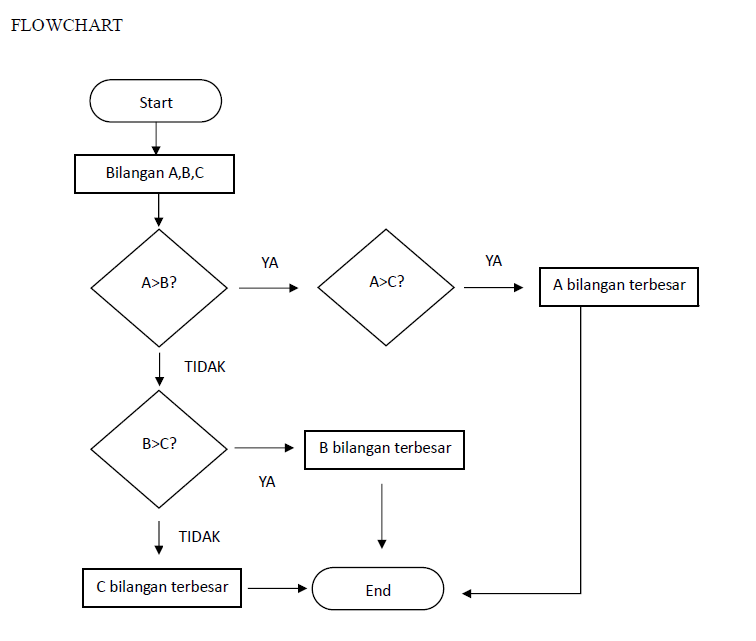 FLOWCHART
Start
Bilangan A,B,C
A>B?
YA
A>C?
YA
A bilangan terbesar
TIDAK
B>C?
YA
B bilangan terbesar
TIDAK
C bilangan terbesar
End